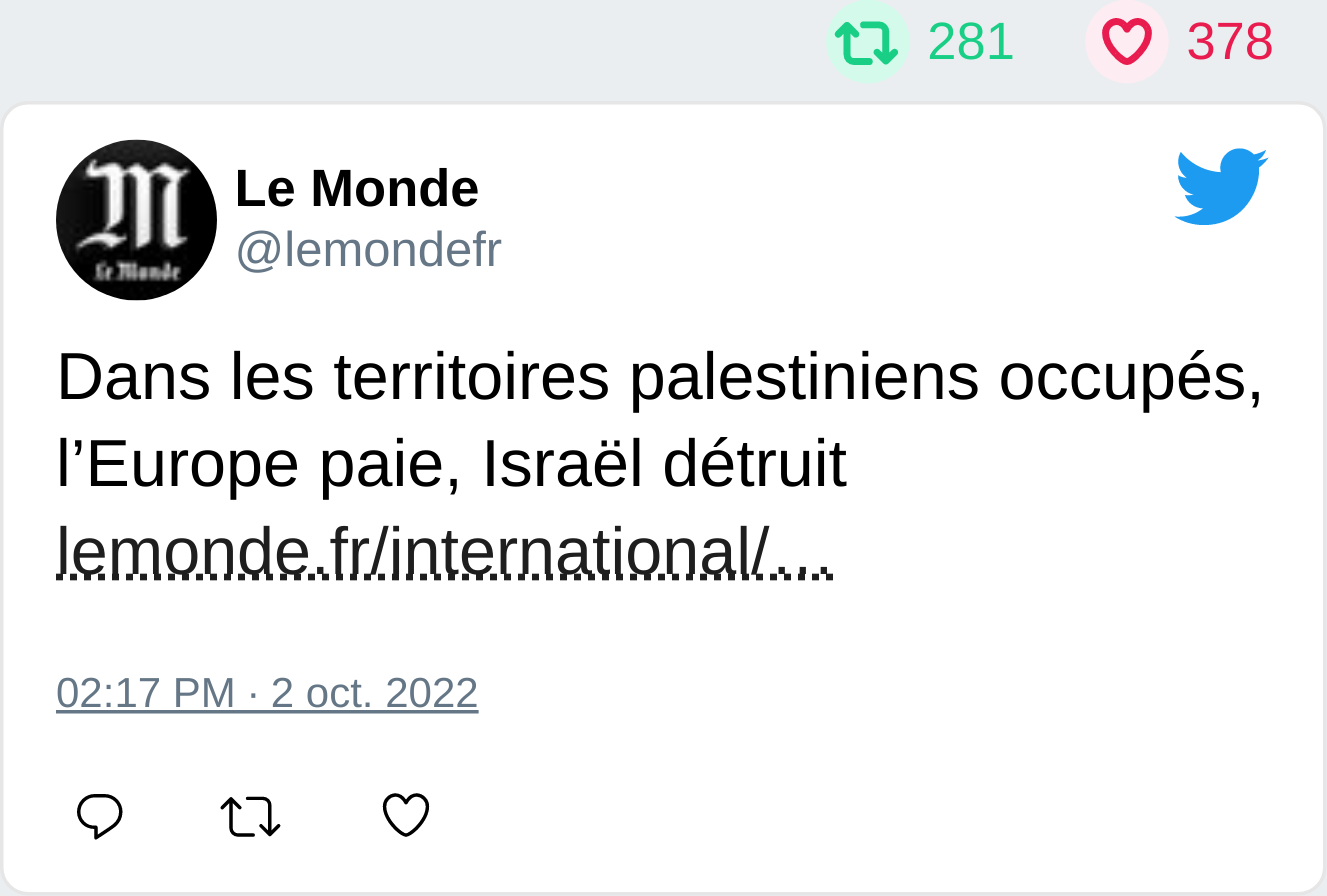 281 378
Le Monde
Le Monde
@lemondefr
Dans les territoires palestiniens occupés,
l’Europe paie, Israël détruit
lemonde.fr/international/…
02:17 PM · 2 oct. 2022